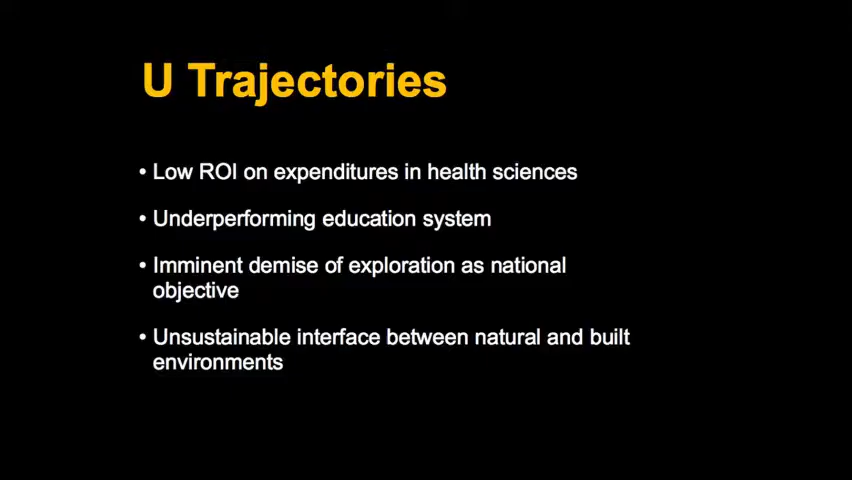 U Trajectories
• Low ROI on expenditures in health sciences
• Underperforming education system
• Imminent demise of exploration as national
objective
• Unsustainable interface between natural and built
environments